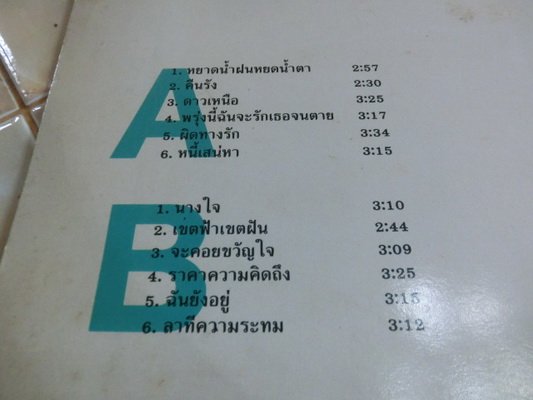 A
1. หยาดน้ำฝนหยดน้ำตา 2:57
2. คืนรัง 2:30
3. ดาวเหนือ 3:25
4. พรุ่งนี้ฉันจะรักเธอจนตาย 3:17
5. ผิดทางรัก 3:34
6. หนี้เสน่หา 3:15
B
1. นางใจ 3:10
2. เขตฟ้าเขตฝัน 2:44
3. จะคอยขวัญใจ 3:09
4. ราคาความคิดถึง 3:25
5. ฉันยังอยู่ 3:15
6. ลาทีความระทม 3:12